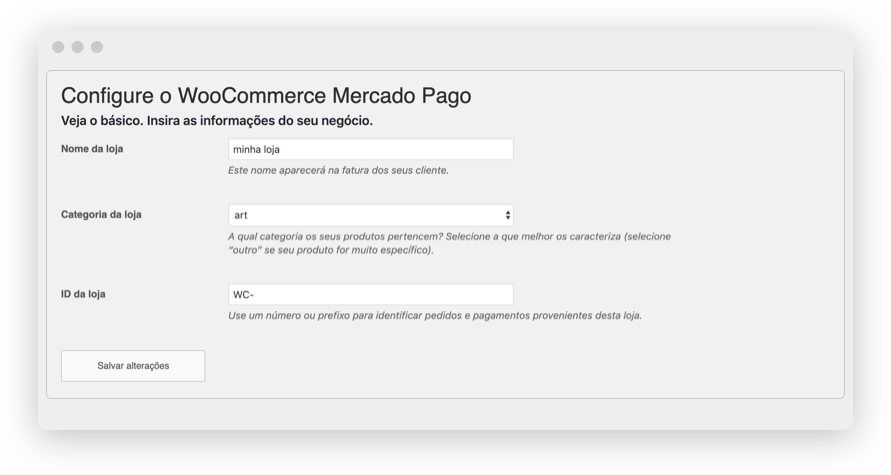 Configure o WooCommerce Mercado Pago
Veja o básico. Insira as informações do seu negócio.
Nome da loja
minha loja
Este nome aparecerá na fatura dos seus cliente.
Categoria da loja
art
A qual categoria os seus produtos pertencem? Selecione a que melhor os caracteriza (selecione
“outro” se seu produto for muito específico).
ID da loja
WC-
Use um número ou prefixo para identificar pedidos e pagamentos provenientes desta loja.
Salvar alterações